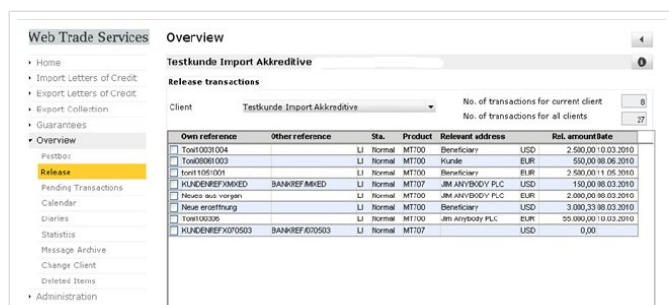 Web Trade Services
Overview
Home
Import Letters of Credit
Export Letters of Credit
Export Collection
Guarantees
Overview
Postbox
Release
Pending Transactions
Calendar
Diaries
Statistics
Message Archive
Change Client
Deleted Items
Administration
Testkunde Import Akkreditive
Release transactions
Client Testkunde Import Akkreditive
No. of transactions for current client 8
No. of transactions for all clients 27
Own reference Other reference Sta. Product Relevant address Rel. amount Date
Toni10031004 LI Normal MT700 Beneficiary USD 2.500,00 10.03.2010
Toni08061003 LI Normal MT700 Kunde EUR 550,00 08.06.2010
toni11051001 LI Normal MT700 Beneficiary EUR 2.500,00 11.05.2010
KUNDENREFXMIXED BANKREF/MIXED LI Normal MT707 JIM ANYBODY PLC USD 150,00 08.03.2010
Neues aus vorgan LI Normal MT700 Beneficiary EUR 2.000,00 08.03.2010
Neue eroeffnung LI Normal MT700 Beneficiary USD 3.000,33 08.03.2010
Toni100306 LI Normal MT700 Jim Anybody PLC EUR 55.000,00 10.03.2010
KUNDENREFX070503 BANKREF/070503 LI Normal MT707 USD 0,00